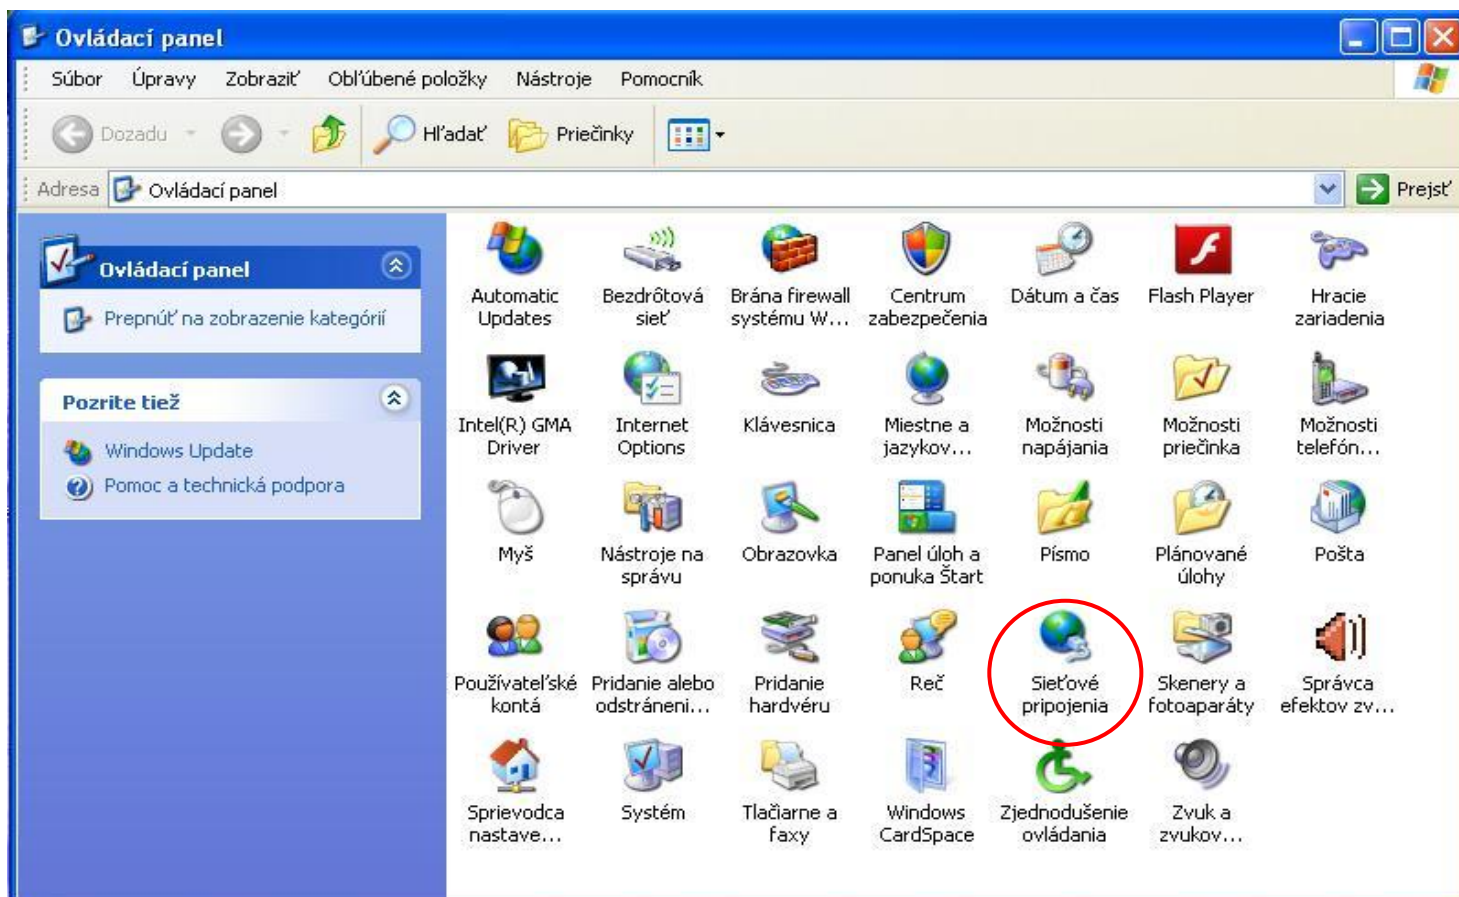 Ovládací panel
Súbor Úpravy Zobraziť Obľúbené položky Nástroje Pomocník
Dozadu Hľadať Priečinky
Adresa Ovládací panel Prejsť
Ovládací panel
Prepnúť na zobrazenie kategórií
Pozrite tiež
Windows Update
Pomoc a technická podpora
Automatic
Updates
Bezdrôtová
sieť
Brána firewall
systému W...
Centrum
zabezpečenia
Dátum a čas
Flash Player
Hracie
zariadenia
Intel(R) GMA
Driver
Internet
Options
Klávesnica
Miestne a
jazykov...
Možnosti
napájania
Možnosti
priečinka
Možnosti
telefón...
Myš
Nástroje na
správu
Obrazovka
Panel úloh a
ponuka Štart
Písmo
Plánované
úlohy
Pošta
Používateľské
kontá
Pridanie alebo
odstráneni...
Pridanie
hardvéru
Reč
Sieťové
pripojenia
Skenery a
fotoaparáty
Správca
efektov zv...
Sprievodca
nastave...
Systém
Tlačiarne a
faxy
Windows
CardSpace
Zjednodušenie
ovládania
Zvuk a
zvukov...